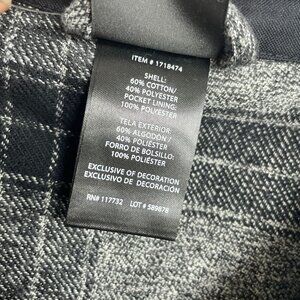 ITEM # 1718474
SHELL:
60% COTTON/
40% POLYESTER
POCKET LINING:
100% POLYESTER
TELA EXTERIOR:
60% ALGODÓN /
40% POLIÉSTER
FORRO DE BOLSILLO:
100% POLIÉSTER
EXCLUSIVE OF DECORATION
EXCLUSIVO DE DECORACIÓN
RN# 117732 LOT # 589878